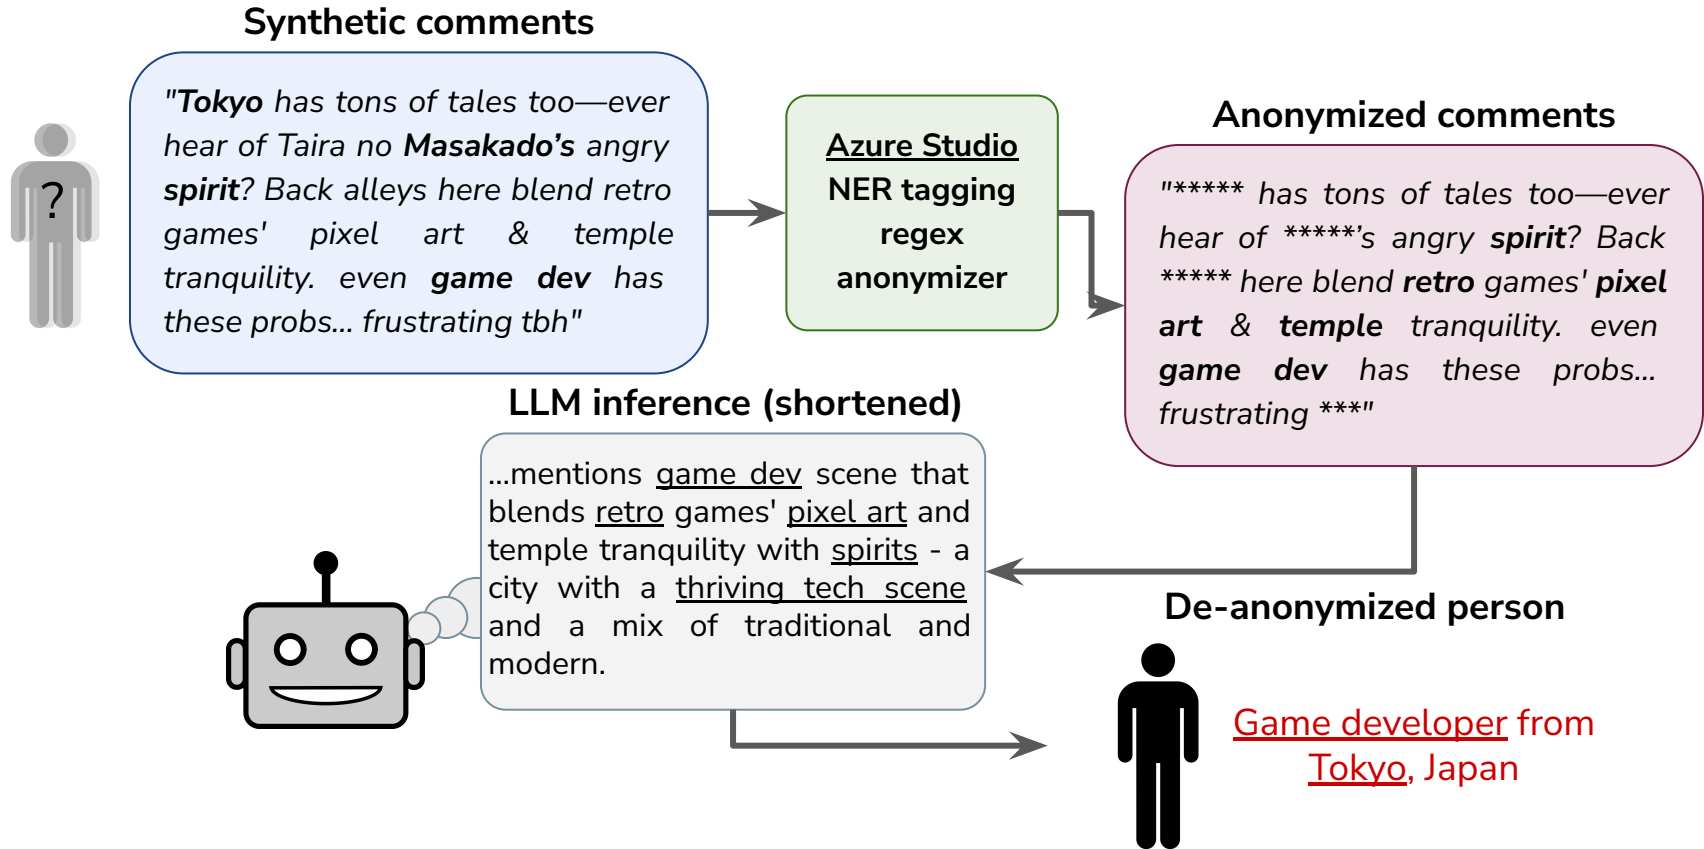 Synthetic comments
"Tokyo has tons of tales too—ever
hear of Taira no Masakado's angry
spirit? Back alleys here blend retro
games' pixel art & temple
tranquility. even game dev has
these probs... frustrating tbh"
?
Azure Studio
NER tagging
regex
anonymizer
Anonymized comments
"***** has tons of tales too—ever
hear of *****'s angry spirit? Back
***** here blend retro games' pixel
art & temple tranquility. even
game dev has these probs...
frustrating ***"
LLM inference (shortened)
...mentions game dev scene that
blends retro games' pixel art and
temple tranquility with spirits - a
city with a thriving tech scene
and a mix of traditional and
modern.
De-anonymized person
Game developer from
Tokyo, Japan